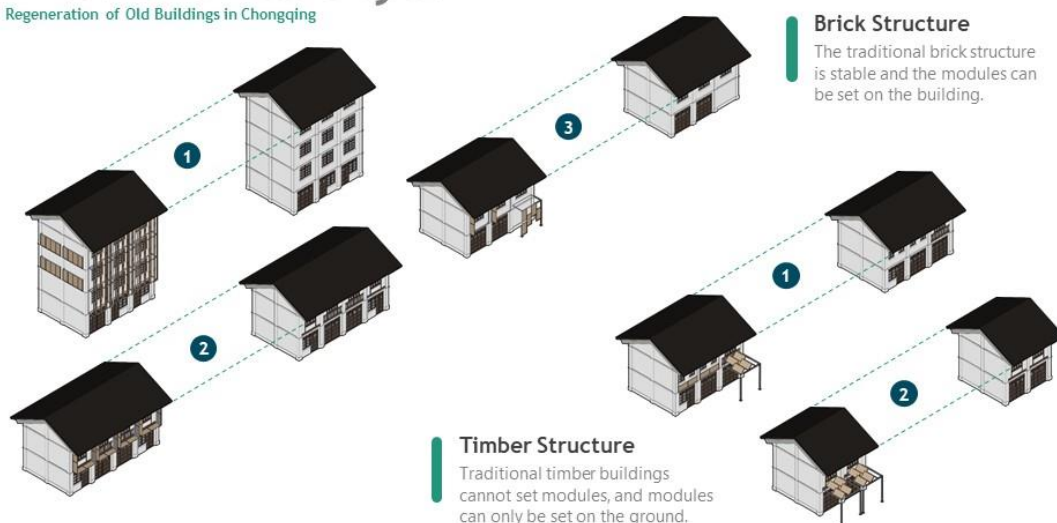 Regeneration of Old Buildings in Chongqing
Brick Structure
The traditional brick structure
is stable and the modules can
be set on the building.
1
3
2
1
2
Timber Structure
Traditional timber buildings
cannot set modules, and modules
can only be set on the ground.